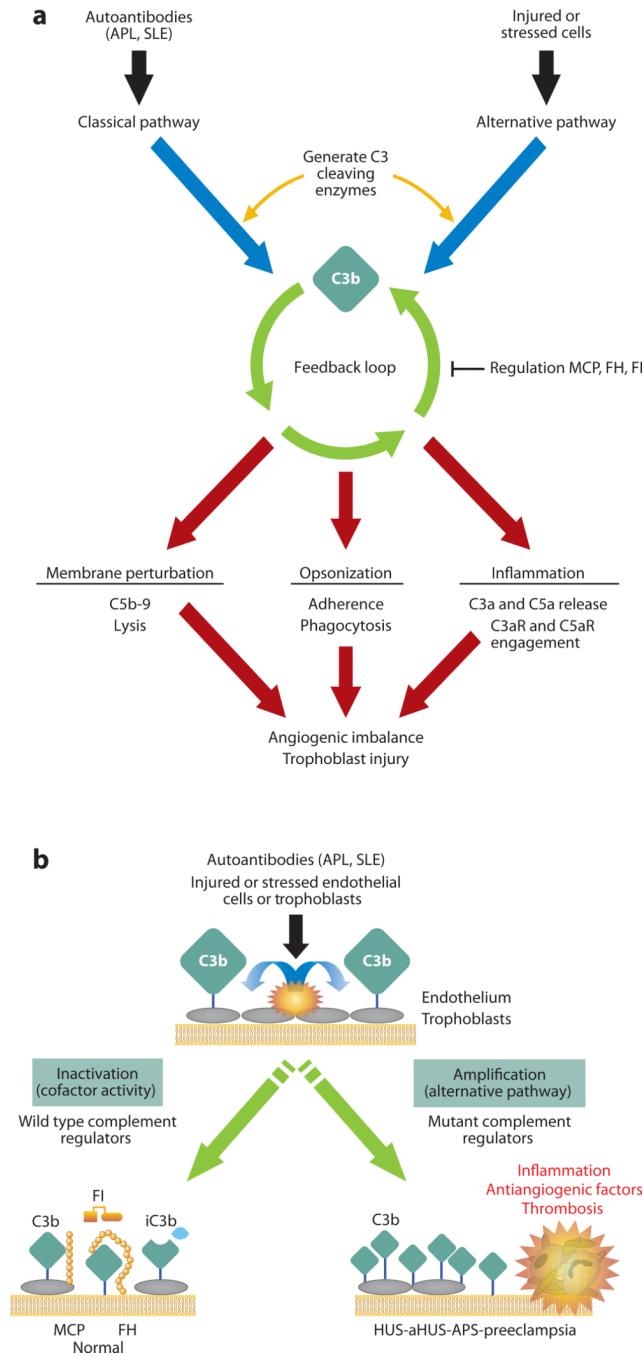 a
Autoantibodies
(APL, SLE)
Injured or
stressed cells
Classical pathway
Alternative pathway
Generate C3
cleaving
enzymes
C3b
Feedback loop
Regulation MCP, FH, FI
Membrane perturbation
C5b-9
Lysis
Opsonization
Adherence
Phagocytosis
Inflammation
C3a and C5a release
C3aR and C5aR
engagement
Angiogenic imbalance
Trophoblast injury
b
Autoantibodies (APL, SLE)
Injured or stressed endothelial
cells or trophoblasts
C3b
C3b
Endothelium
Trophoblasts
Inactivation
(cofactor activity)
Wild type complement
regulators
Amplification
(alternative pathway)
Mutant complement
regulators
Inflammation
Antiangiogenic factors
Thrombosis
FI
C3b
iC3b
C3b
MCP
FH
Normal
HUS-aHUS-APS-preeclampsia